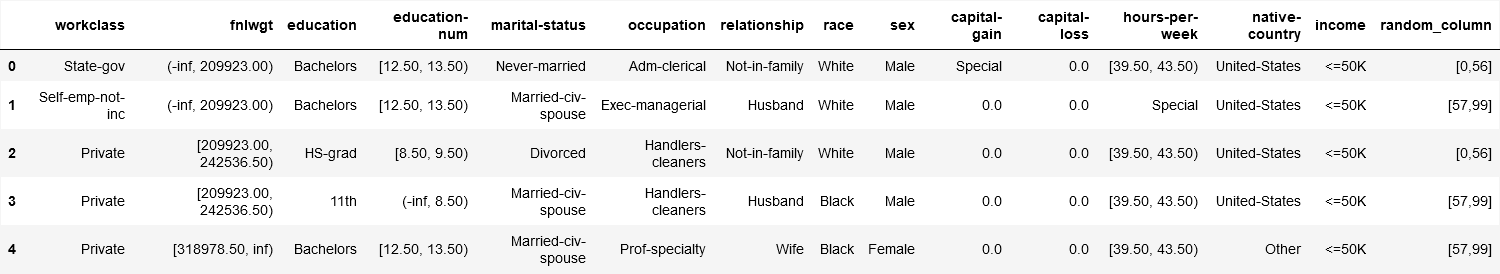 workclass fnlwgt education education-num marital-status occupation relationship race sex capital-gain capital-loss hours-per-week native-country income random_column
0 State-gov (-inf, 209923.00) Bachelors [12.50, 13.50) Never-married Adm-clerical Not-in-family White Male Special 0.0 [39.50, 43.50) United-States <=50K [0,56]
1 Self-emp-not-inc (-inf, 209923.00) Bachelors [12.50, 13.50) Married-civ-spouse Exec-managerial Husband White Male 0.0 0.0 Special United-States <=50K [57,99]
2 Private [209923.00, 242536.50) HS-grad [8.50, 9.50) Divorced Handlers-cleaners Not-in-family White Male 0.0 0.0 [39.50, 43.50) United-States <=50K [0,56]
3 Private [209923.00, 242536.50) 11th (-inf, 8.50) Married-civ-spouse Handlers-cleaners Husband Black Male 0.0 0.0 [39.50, 43.50) United-States <=50K [57,99]
4 Private [318978.50, inf) Bachelors [12.50, 13.50) Married-civ-spouse Prof-specialty Wife Black Female 0.0 0.0 [39.50, 43.50) Other <=50K [57,99]